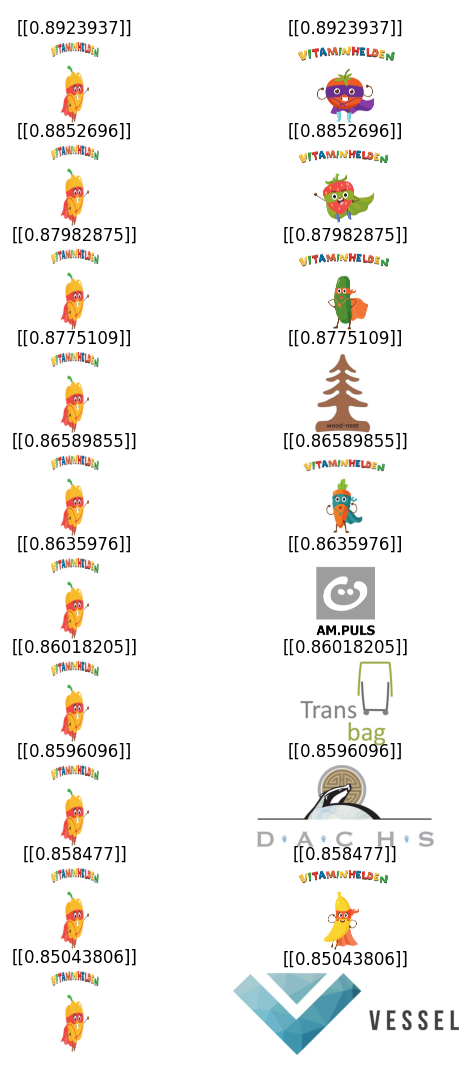 [[0.8923937]] [[0.8923937]]
VITAMINHELDEN VITAMINHELDEN
[[0.8852696]] [[0.8852696]]
VITAMINHELDEN VITAMINHELDEN
[[0.87982875]] [[0.87982875]]
VITAMINHELDEN VITAMINHELDEN
[[0.8775109]] [[0.8775109]]
VITAMINHELDEN
wood-nest
[[0.86589855]] [[0.86589855]]
VITAMINHELDEN VITAMINHELDEN
[[0.8635976]] [[0.8635976]]
VITAMINHELDEN
AM.PULS
[[0.86018205]] [[0.86018205]]
VITAMINHELDEN
Trans
bag
[[0.8596096]] [[0.8596096]]
VITAMINHELDEN
D·A·C·H·S
[[0.858477]] [[0.858477]]
VITAMINHELDEN VITAMINHELDEN
[[0.85043806]] [[0.85043806]]
VITAMINHELDEN
VESSEL